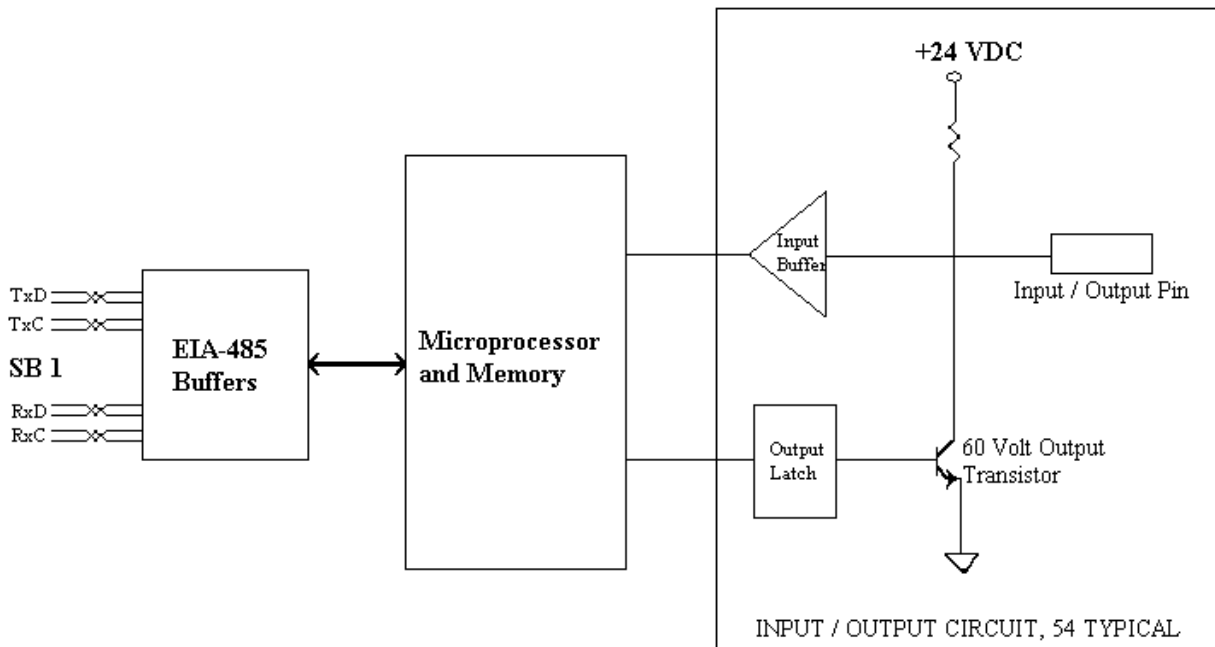 +24 VDC
Input
Buffer
Input / Output Pin
TxD
TxC
SB 1
RxD
RxC
EIA-485
Buffers
Microprocessor
and Memory
Output
Latch
60 Volt Output
Transistor
INPUT / OUTPUT CIRCUIT, 54 TYPICAL